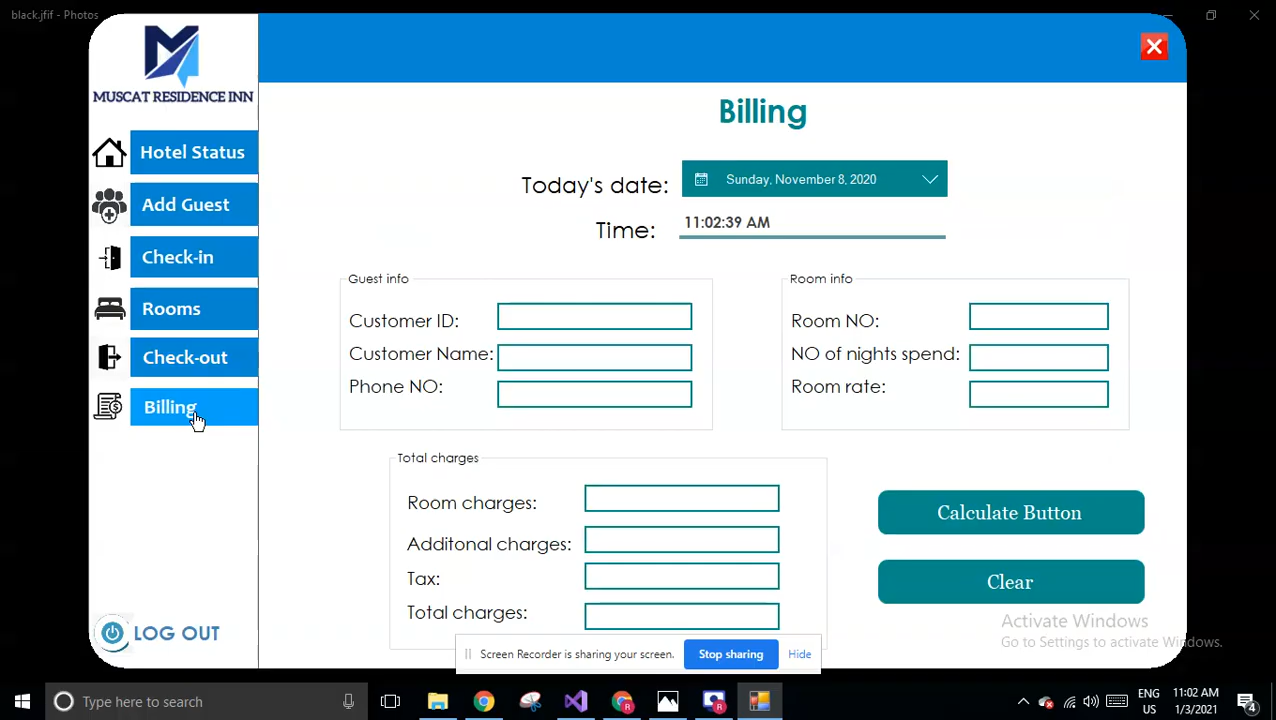 black.jfif - Photos
MUSCAT RESIDENCE INN
Hotel Status
Add Guest
Check-in
Rooms
Check-out
Billing
LOG OUT
Billing
Today's date: Sunday, November 8, 2020
Time: 11:02:39 AM
Guest info
Customer ID:
Customer Name:
Phone NO:
Room info
Room NO:
NO of nights spend:
Room rate:
Total charges
Room charges:
Additonal charges:
Tax:
Total charges:
Calculate Button
Clear
Activate Windows
Go to Settings to activate Windows.
Screen Recorder is sharing your screen. Stop sharing Hide
Type here to search
ENG
US
11:02 AM
1/3/2021
4